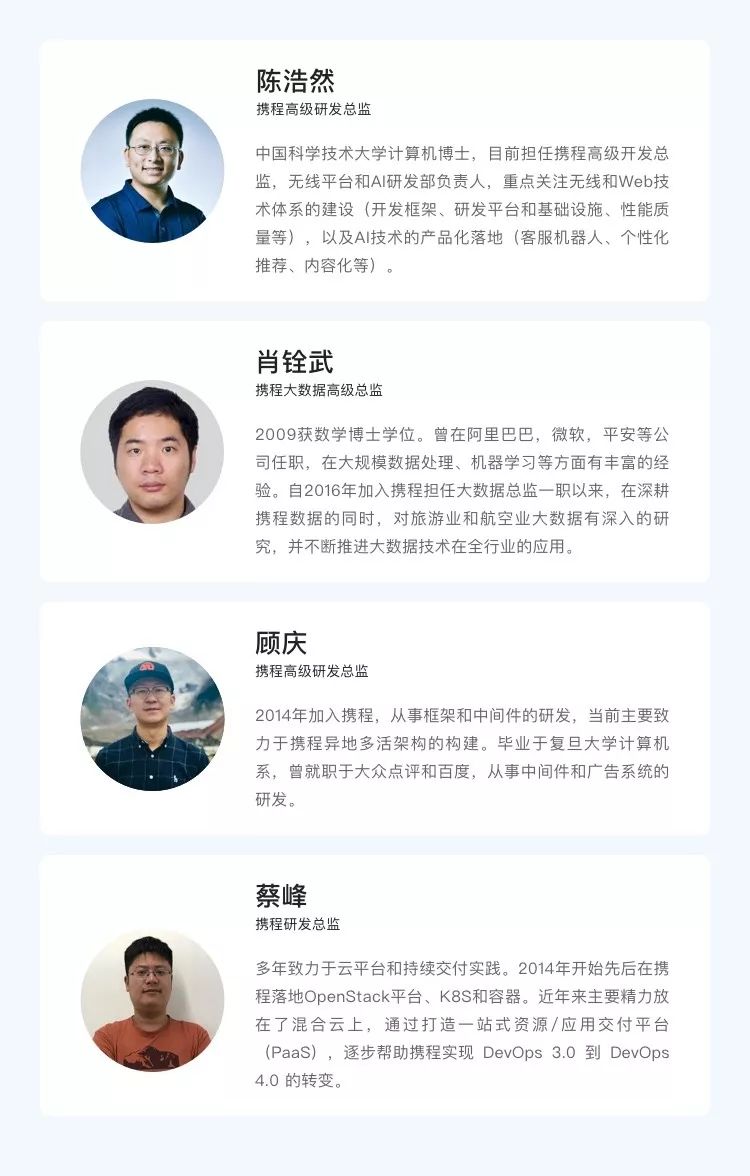 陈浩然
携程高级研发总监
中国科学技术大学计算机博士，目前担任携程高级开发总
监，无线平台和AI研发部负责人，重点关注无线和Web技
术体系的建设（开发框架、研发平台和基础设施、性能质
量等），以及AI技术的产品化落地（客服机器人、个性化
推荐、内容化等）。
肖铨武
携程大数据高级总监
2009获数学博士学位。曾在阿里巴巴，微软，平安等公
司任职，在大规模数据处理、机器学习等方面有丰富的经
验。自2016年加入携程担任大数据总监一职以来，在深耕
携程数据的同时，对旅游业和航空业大数据有深入的研
究，并不断推进大数据技术在全行业的应用。
顾庆
携程高级研发总监
2014年加入携程，从事框架和中间件的研发，当前主要致
力于携程异地多活架构的构建。毕业于复旦大学计算机
系，曾就职于大众点评和百度，从事中间件和广告系统的
研发。
蔡峰
携程研发总监
多年致力于云平台和持续交付实践。2014年开始先后在携
程落地OpenStack平台、K8S和容器。近年来主要精力放
在了混合云上，通过打造一站式资源/应用交付平台
（PaaS），逐步帮助携程实现 DevOps 3.0 到 DevOps
4.0 的转变。